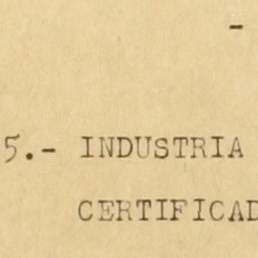 -
5.- INDUSTRIA
CERTIFICAD